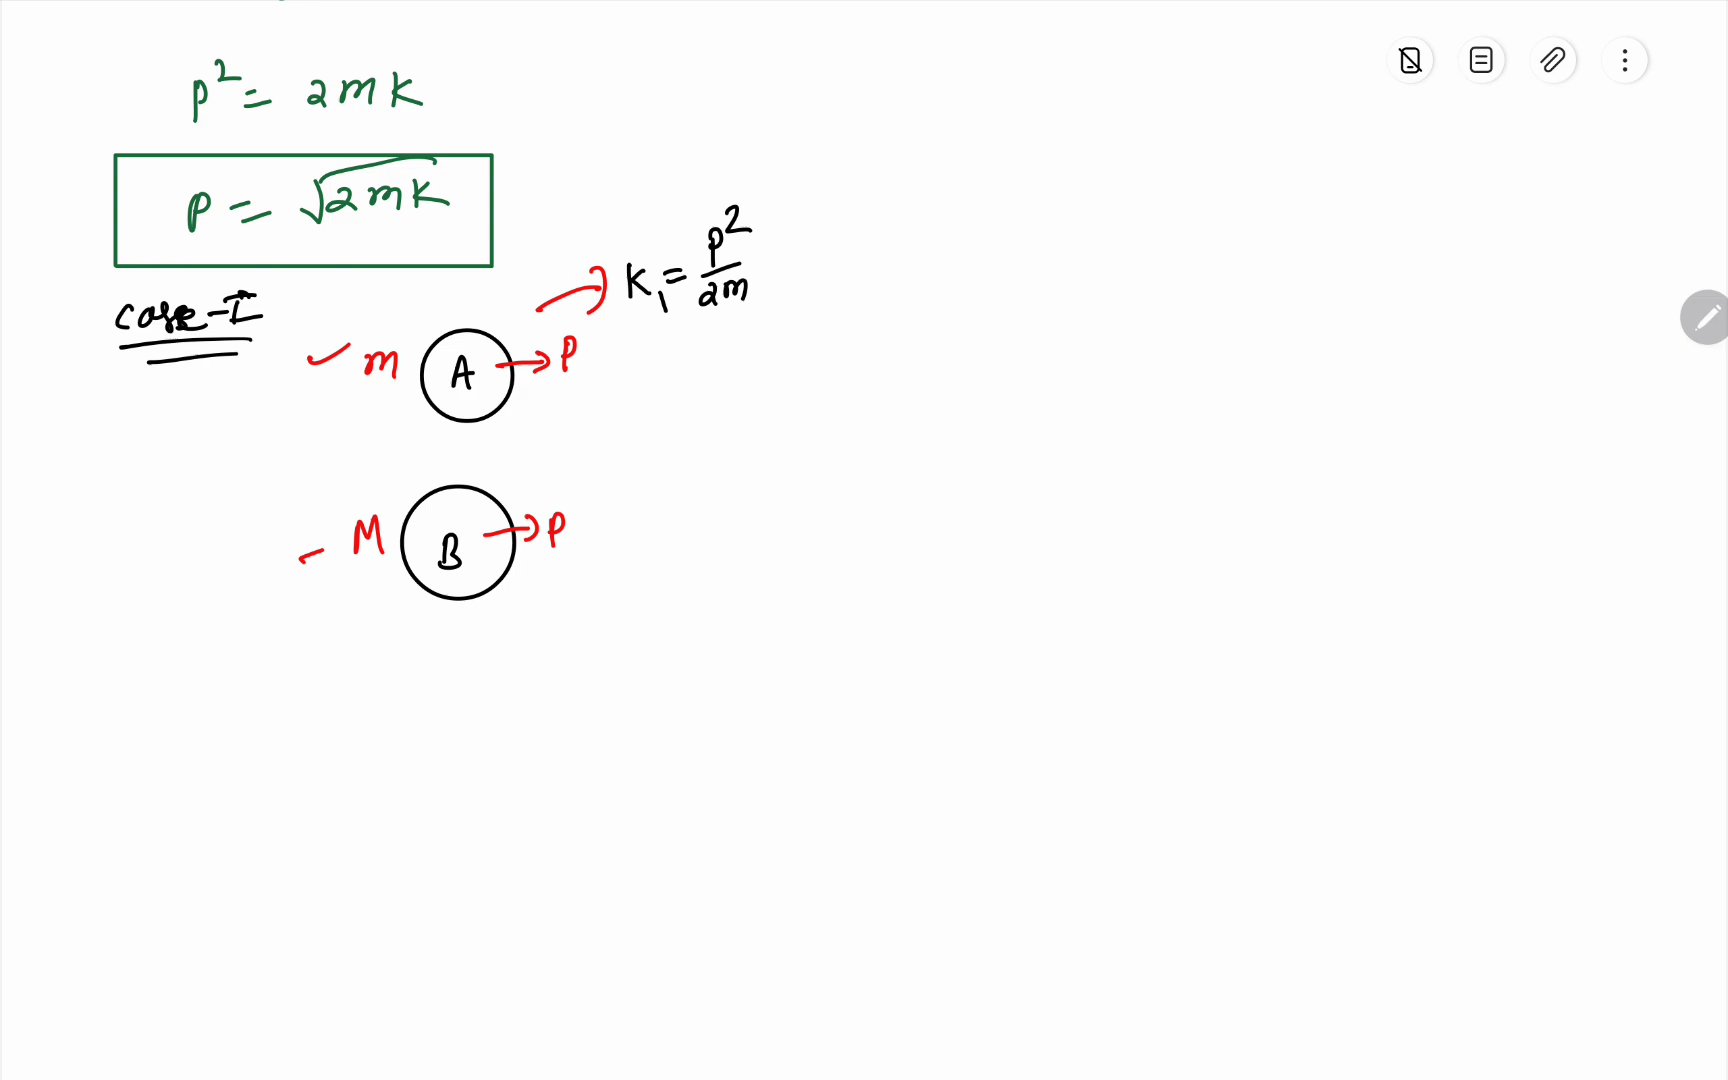 p² = 2mK
p = √2mK
K₁ = p²/2m
case-I
m A → p
M B → p